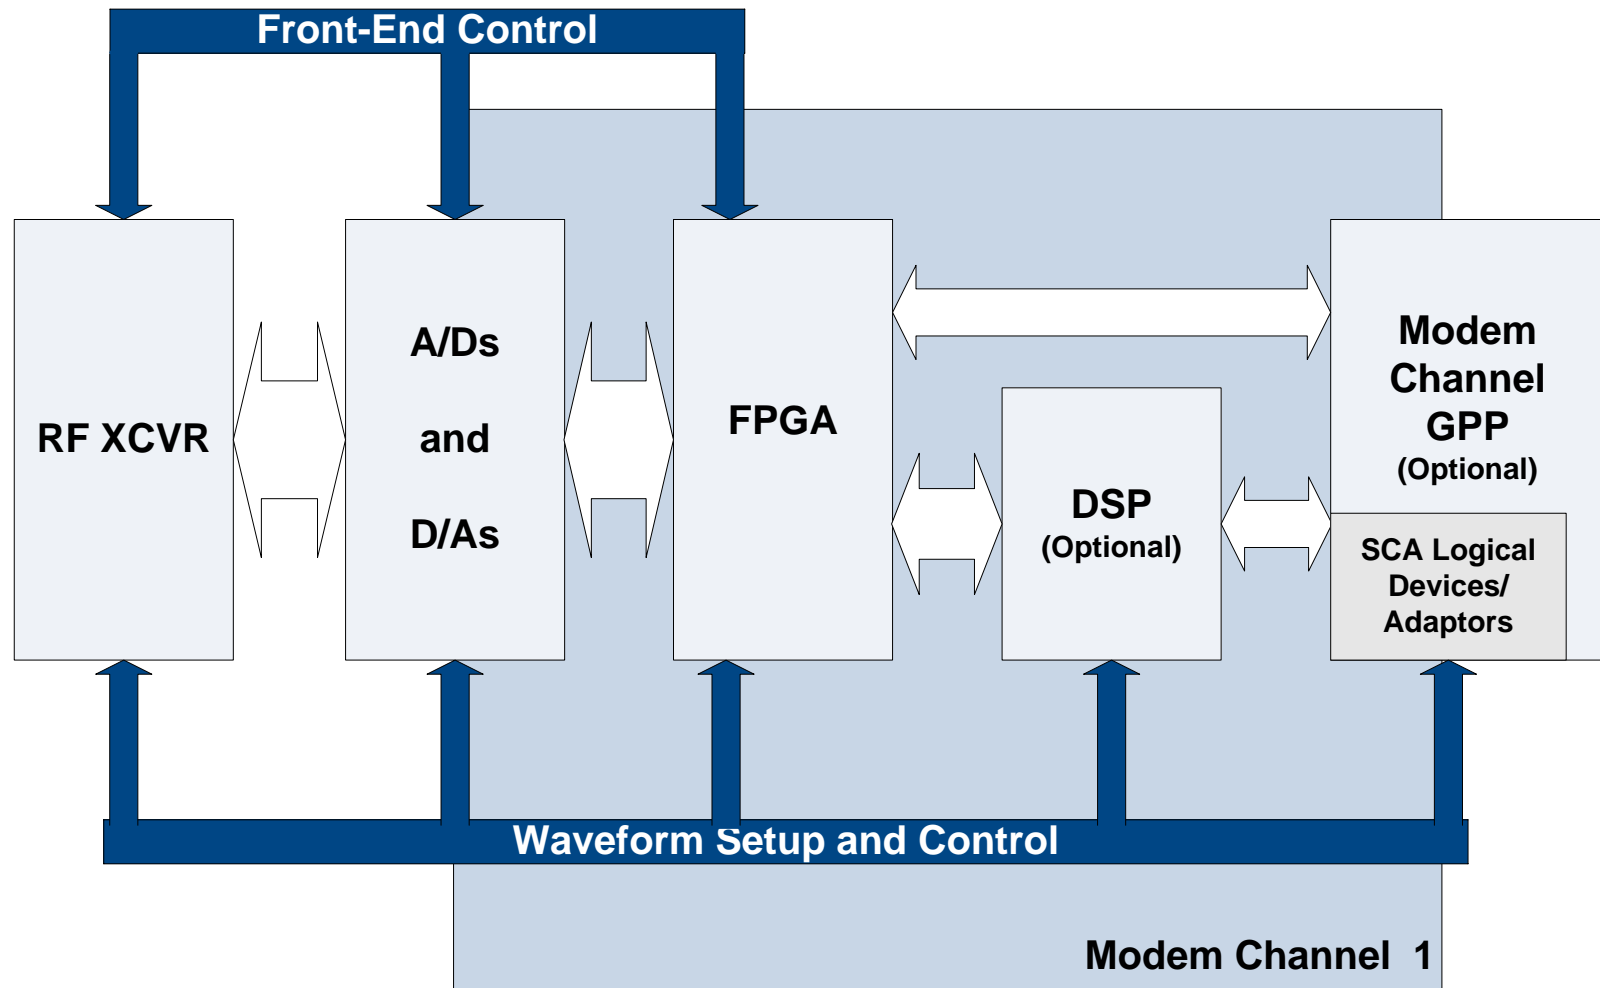 Front-End Control
RF XCVR
A/Ds
and
D/As
FPGA
DSP
(Optional)
Modem
Channel
GPP
(Optional)
SCA Logical
Devices/
Adaptors
Waveform Setup and Control
Modem Channel 1